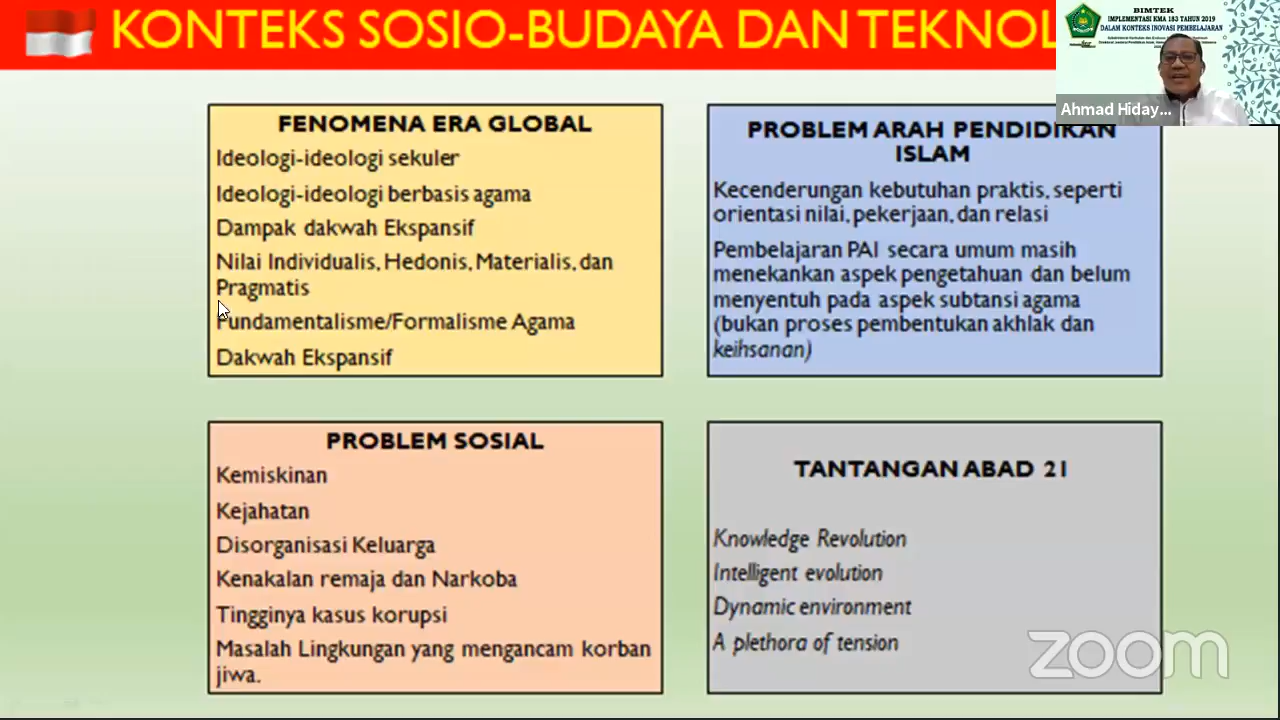 KONTEKS SOSIO-BUDAYA DAN TEKNOL
BIMTEK
IMPLEMENTASI KMA 183 TAHUN 2019
DALAM KONTEKS INOVASI PEMBELAJARAN
Ahmad Hiday...
FENOMENA ERA GLOBAL
Ideologi-ideologi sekuler
Ideologi-ideologi berbasis agama
Dampak dakwah Ekspansif
Nilai Individualis, Hedonis, Materialis, dan
Pragmatis
Fundamentalisme/Formalisme Agama
Dakwah Ekspansif
PROBLEM ARAH PENDIDIKAN
ISLAM
Kecenderungan kebutuhan praktis, seperti
orientasi nilai, pekerjaan, dan relasi
Pembelajaran PAI secara umum masih
menekankan aspek pengetahuan dan belum
menyentuh pada aspek subtansi agama
(bukan proses pembentukan akhlak dan
keihsanan)
PROBLEM SOSIAL
Kemiskinan
Kejahatan
Disorganisasi Keluarga
Kenakalan remaja dan Narkoba
Tingginya kasus korupsi
Masalah Lingkungan yang mengancam korban
jiwa.
TANTANGAN ABAD 21
Knowledge Revolution
Intelligent evolution
Dynamic environment
A plethora of tension
zoom